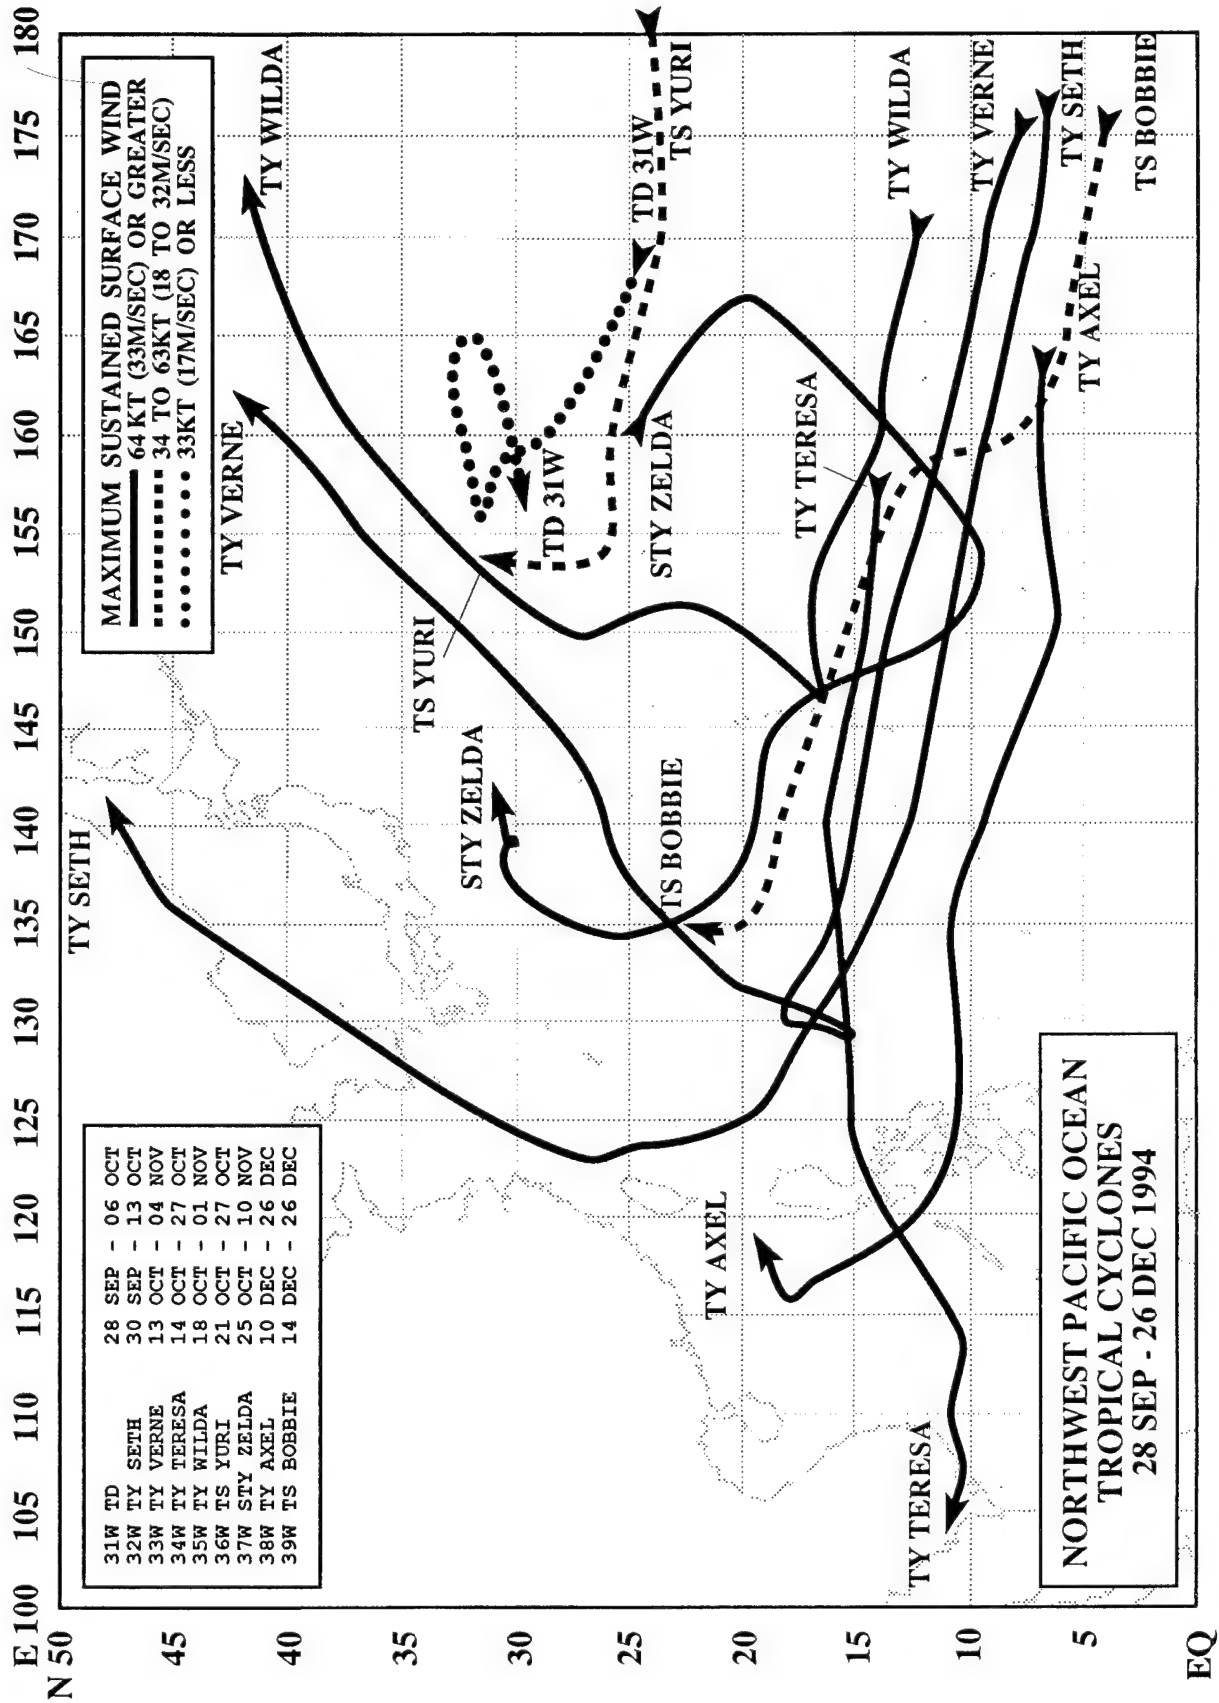 E 100 105 110 115 120 125 130 135 140 145 150 155 160 165 170 175 180
N 50
45
40
35
30
25
20
15
10
5
EQ
31W TD 28 SEP - 06 OCT
32W TY SETH 30 SEP - 13 OCT
33W TY VERNE 13 OCT - 04 NOV
34W TY TERESA 14 OCT - 27 OCT
35W TY WILDA 18 OCT - 01 NOV
36W TS YURI 21 OCT - 27 OCT
37W STY ZELDA 25 OCT - 10 NOV
38W TY AXEL 10 DEC - 26 DEC
39W TS BOBBIE 14 DEC - 26 DEC
MAXIMUM SUSTAINED SURFACE WIND
64KT (33M/SEC) OR GREATER
34 TO 63KT (18 TO 32M/SEC)
33KT (17M/SEC) OR LESS
TY SETH
TY VERNE
TY WILDA
TS YURI
STY ZELDA
TD 31W
TD 31W
TS YURI
STY ZELDA
TS BOBBIE
TY AXEL
TY TERESA
TY WILDA
TY TERESA
TY VERNE
TY SETH
TY AXEL
TS BOBBIE
NORTHWEST PACIFIC OCEAN
TROPICAL CYCLONES
28 SEP - 26 DEC 1994